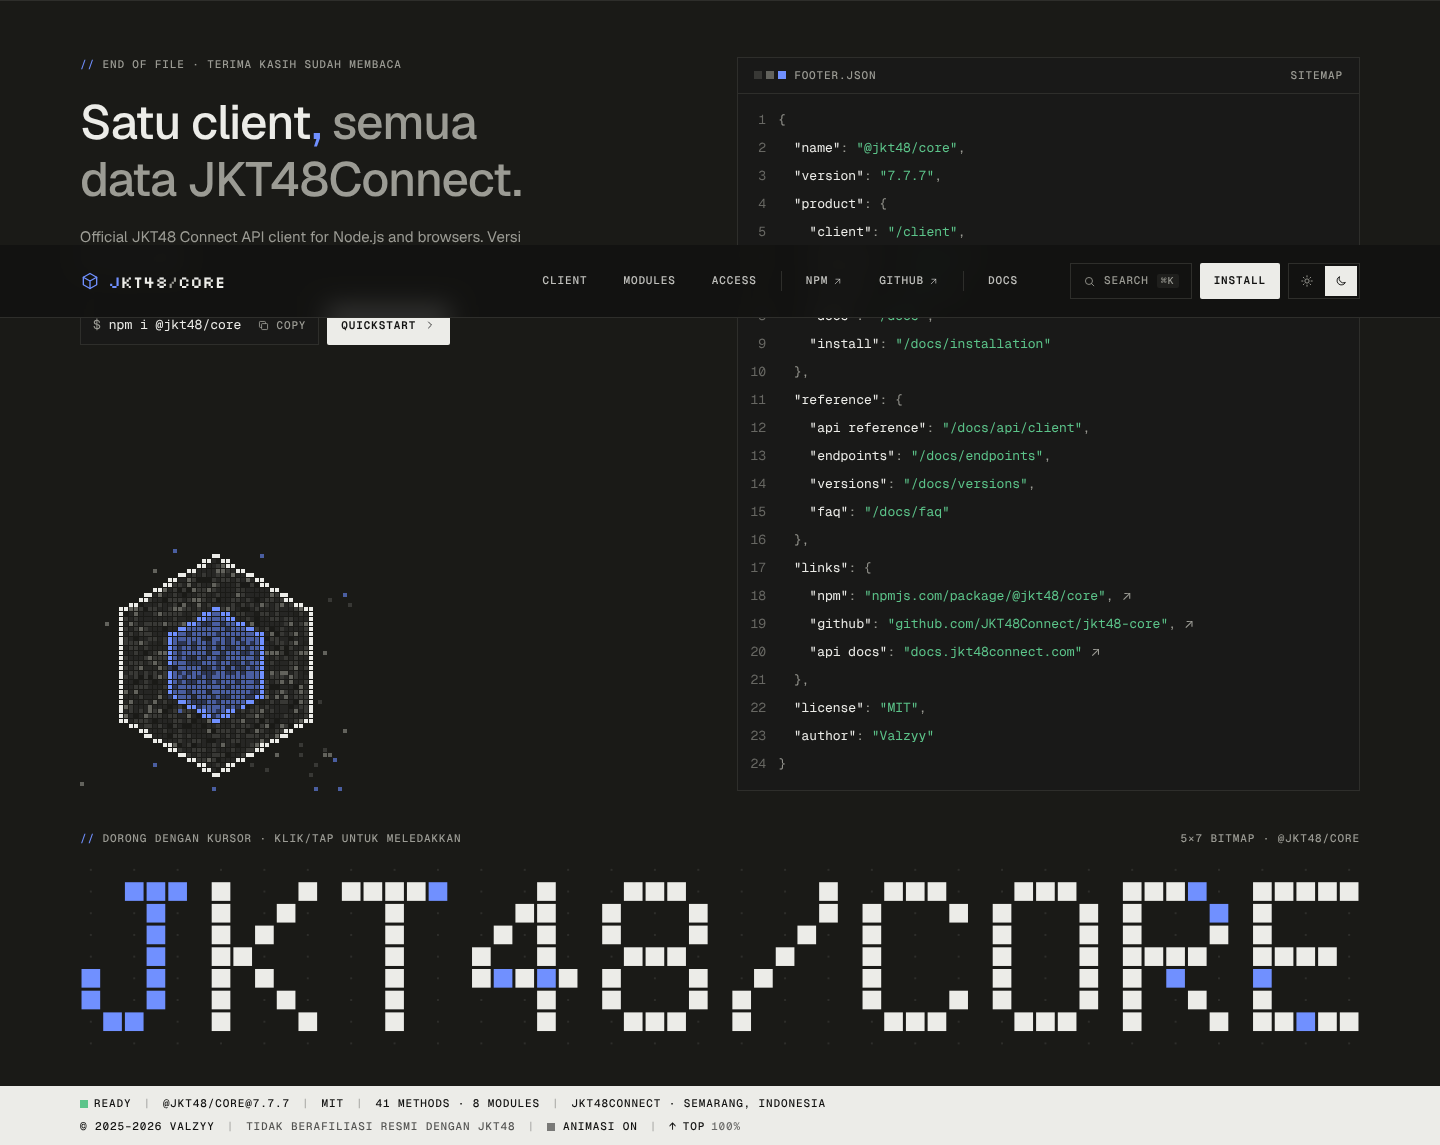 // END OF FILE · TERIMA KASIH SUDAH MEMBACA
Satu client, semua
data JKT48Connect.
Official JKT48 Connect API client for Node.js and browsers. Versi
JKT48/CORE
CLIENT MODULES ACCESS NPM ↗ GITHUB ↗ DOCS SEARCH ⌘K INSTALL
$ npm i @jkt48/core COPY QUICKSTART
FOOTER.JSON SITEMAP
1 {
2 "name": "@jkt48/core",
3 "version": "7.7.7",
4 "product": {
5 "client": "/client",
9 "install": "/docs/installation"
10 },
11 "reference": {
12 "api reference": "/docs/api/client",
13 "endpoints": "/docs/endpoints",
14 "versions": "/docs/versions",
15 "faq": "/docs/faq"
16 },
17 "links": {
18 "npm": "npmjs.com/package/@jkt48/core", ↗
19 "github": "github.com/JKT48Connect/jkt48-core", ↗
20 "api docs": "docs.jkt48connect.com" ↗
21 },
22 "license": "MIT",
23 "author": "Valzyy"
24 }
// DORONG DENGAN KURSOR · KLIK/TAP UNTUK MELEDAKKAN
5×7 BITMAP · @JKT48/CORE
JKT48/CORE
READY | @JKT48/CORE@7.7.7 | MIT | 41 METHODS · 8 MODULES | JKT48CONNECT · SEMARANG, INDONESIA
© 2025–2026 VALZYY | TIDAK BERAFILIASI RESMI DENGAN JKT48 | ANIMASI ON | ↑ TOP 100%